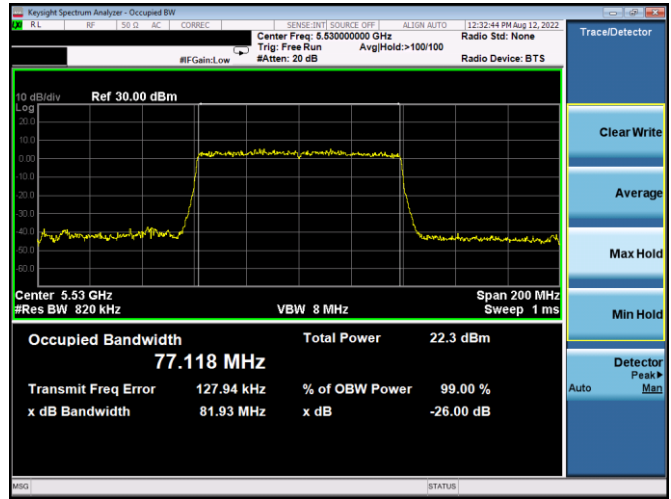 Keysight Spectrum Analyzer - Occupied BW
RL RF 50 Ω AC CORREC SENSE:INT SOURCE OFF ALIGN AUTO 12:32:44 PM Aug 12, 2022
Center Freq: 5.530000000 GHz Radio Std: None
Trig: Free Run Avg|Hold:>100/100
#IFGain:Low #Atten: 20 dB Radio Device: BTS
Trace/Detector
10 dB/div Ref 30.00 dBm
Log
20.0
10.0
0.00
-10.0
-20.0
-30.0
-40.0
-50.0
-60.0
Center 5.53 GHz Span 200 MHz
#Res BW 820 kHz VBW 8 MHz Sweep 1 ms
Occupied Bandwidth Total Power 22.3 dBm
77.118 MHz
Transmit Freq Error 127.94 kHz % of OBW Power 99.00 %
x dB Bandwidth 81.93 MHz x dB -26.00 dB
Clear Write
Average
Max Hold
Min Hold
Detector
Peak▶
Auto Man
MSG STATUS